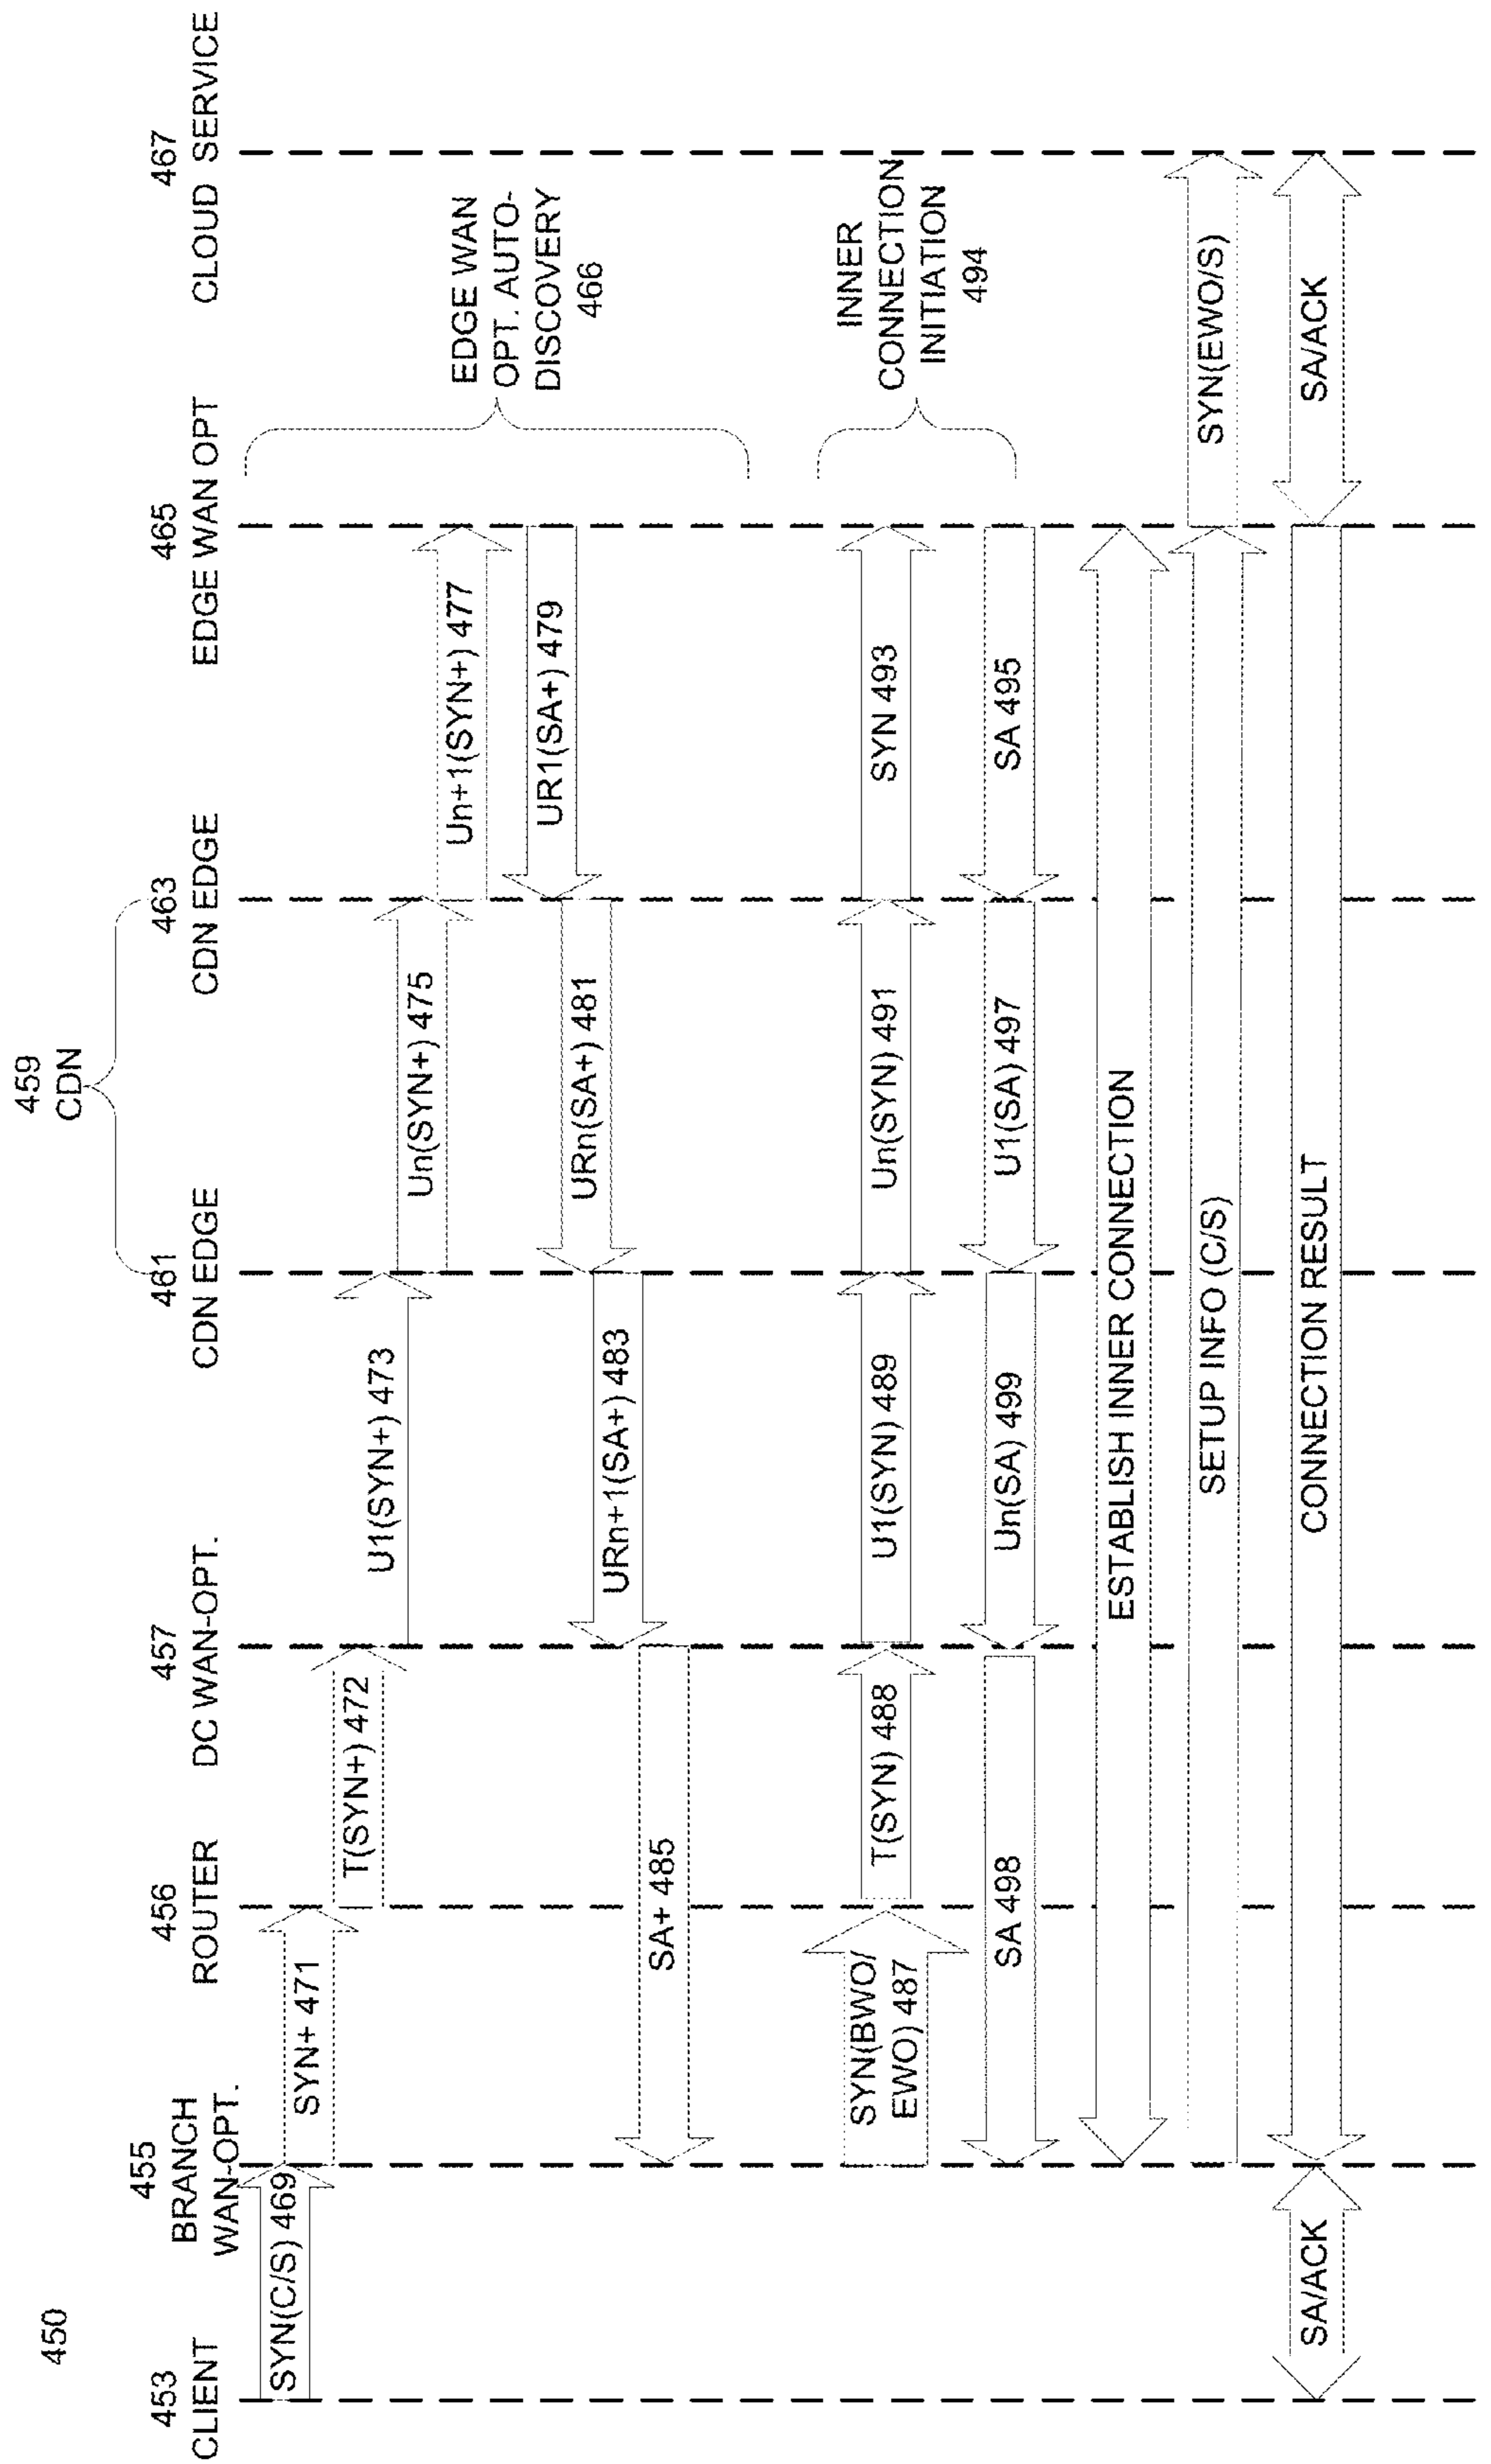 450
459
CDN
453
CLIENT
455
BRANCH
WAN-OPT.
456
ROUTER
457
DC WAN-OPT.
461
CDN EDGE
463
CDN EDGE
465
EDGE WAN OPT
467
CLOUD SERVICE
SYN(C/S) 469
SYN+ 471
T(SYN+) 472
U1(SYN+) 473
Un(SYN+) 475
Un+1(SYN+) 477
EDGE WAN
OPT. AUTO-
DISCOVERY
466
UR1(SA+) 479
URn(SA+) 481
URn+1(SA+) 483
SA+ 485
SYN(BWO/
EWO) 487
T(SYN) 488
U1(SYN) 489
Un(SYN) 491
SYN 493
INNER
CONNECTION
INITIATION
494
SA 498
Un(SA) 499
U1(SA) 497
SA 495
ESTABLISH INNER CONNECTION
SETUP INFO (C/S)
SYN(EWO/S)
SA/ACK
CONNECTION RESULT
SA/ACK